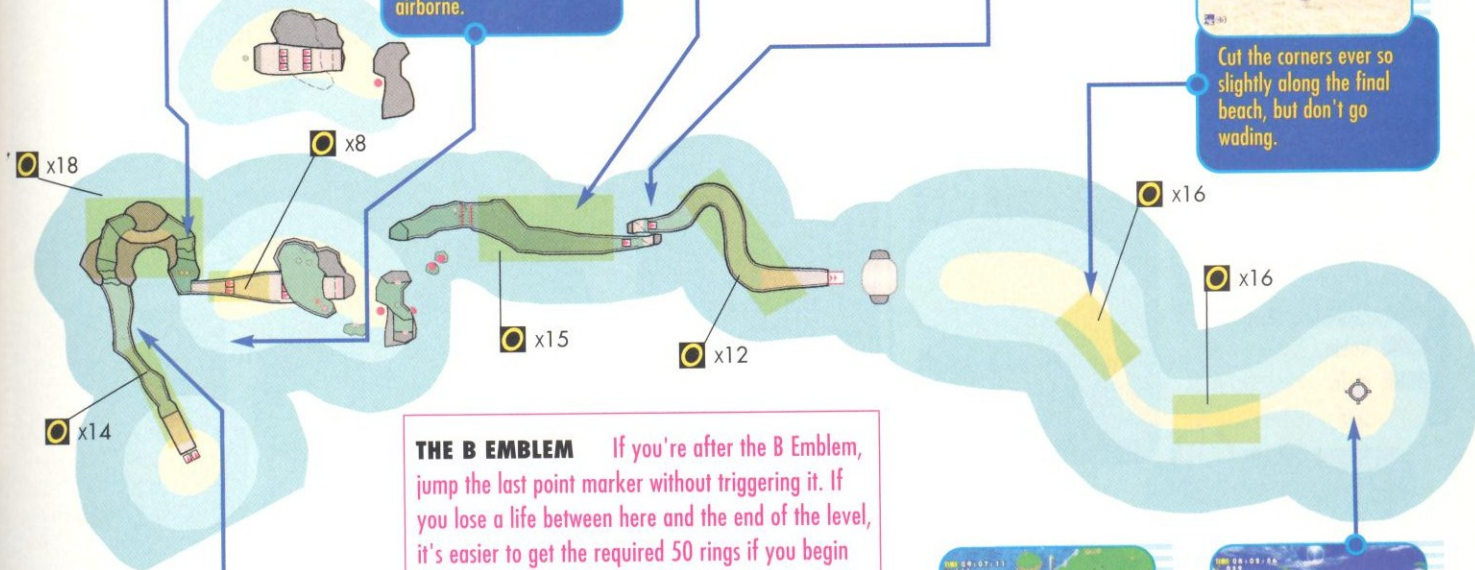 airborne.
Cut the corners ever so
slightly along the final
beach, but don't go
wading.
x18
x8
x16
x16
x15
x12
x14
THE B EMBLEM If you're after the B Emblem,
jump the last point marker without triggering it. If
you lose a life between here and the end of the level,
it's easier to get the required 50 rings if you begin